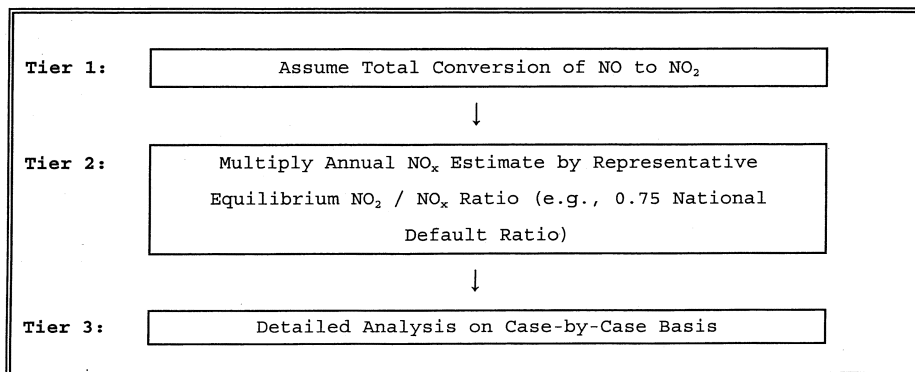 Tier 1: Assume Total Conversion of NO to NO₂
↓
Tier 2: Multiply Annual NOₓ Estimate by Representative
Equilibrium NO₂ / NOₓ Ratio (e.g., 0.75 National
Default Ratio)
↓
Tier 3: Detailed Analysis on Case-by-Case Basis